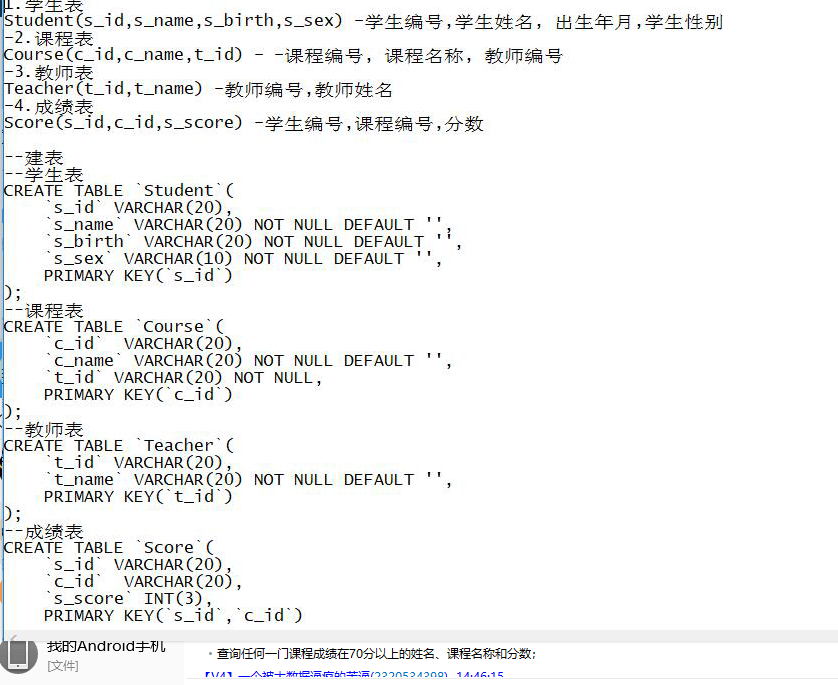 1.学生表
Student(s_id,s_name,s_birth,s_sex) -学生编号,学生姓名, 出生年月,学生性别
-2.课程表
Course(c_id,c_name,t_id) - -课程编号, 课程名称, 教师编号
-3.教师表
Teacher(t_id,t_name) -教师编号,教师姓名
-4.成绩表
Score(s_id,c_id,s_score) -学生编号,课程编号,分数
--建表
--学生表
CREATE TABLE `Student`(
`s_id` VARCHAR(20),
`s_name` VARCHAR(20) NOT NULL DEFAULT '',
`s_birth` VARCHAR(20) NOT NULL DEFAULT '',
`s_sex` VARCHAR(10) NOT NULL DEFAULT '',
PRIMARY KEY(`s_id`)
);
--课程表
CREATE TABLE `Course`(
`c_id`  VARCHAR(20),
`c_name` VARCHAR(20) NOT NULL DEFAULT '',
`t_id` VARCHAR(20) NOT NULL,
PRIMARY KEY(`c_id`)
);
--教师表
CREATE TABLE `Teacher`(
`t_id` VARCHAR(20),
`t_name` VARCHAR(20) NOT NULL DEFAULT '',
PRIMARY KEY(`t_id`)
);
--成绩表
CREATE TABLE `Score`(
`s_id` VARCHAR(20),
`c_id`  VARCHAR(20),
`s_score` INT(3),
PRIMARY KEY(`s_id`,`c_id`)
我的Android手机
[文件]
·查询任何一门课程成绩在70分以上的姓名、课程名称和分数;
【V4】一个被大数据逼疯的苦逼(2320534398) 14:46:15